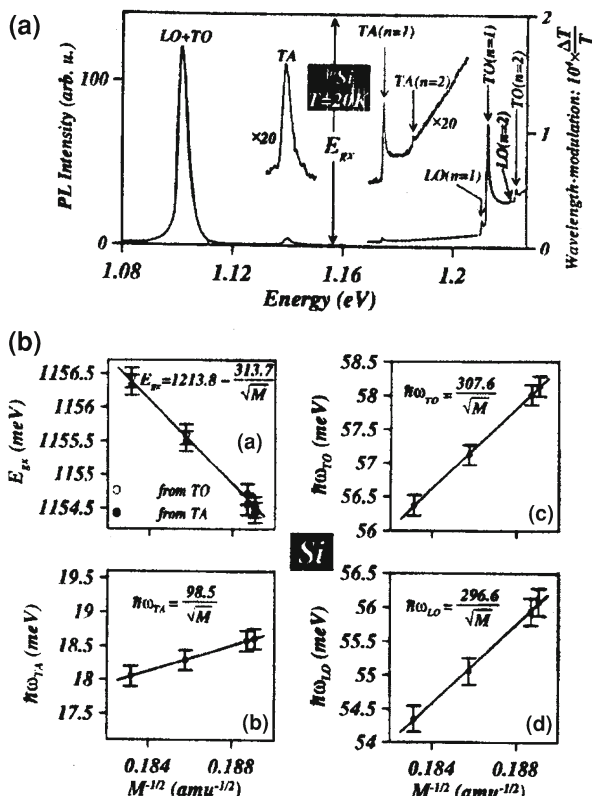 (a)
LO+TO
TA
TA(n=1)
TA(n=2)
TO(n=1)
LO(n=2)
TO(n=2)
LO(n=1)
Si
T=20K
E_gx
×20
×20
PL Intensity (arb. u.)
100
0
2
1
0
Wavelength-modulation: 10⁴×ΔT/T
1.08 1.12 1.16 1.2
Energy (eV)
(b)
E_gx=1213.8−313.7/√M
1156.5
1156
1155.5
1155
1154.5
E_gx (meV)
(a)
○ from TO
● from TA
ħω_TO=307.6/√M
58.5
58
57.5
57
56.5
56
ħω_TO (meV)
(c)
Si
ħω_TA=98.5/√M
19.5
19
18.5
18
17.5
ħω_TA (meV)
(b)
0.184 0.188
M^-1/2 (amu^-1/2)
ħω_LO=296.6/√M
56.5
56
55.5
55
54.5
54
ħω_LO (meV)
(d)
0.184 0.188
M^-1/2 (amu^-1/2)